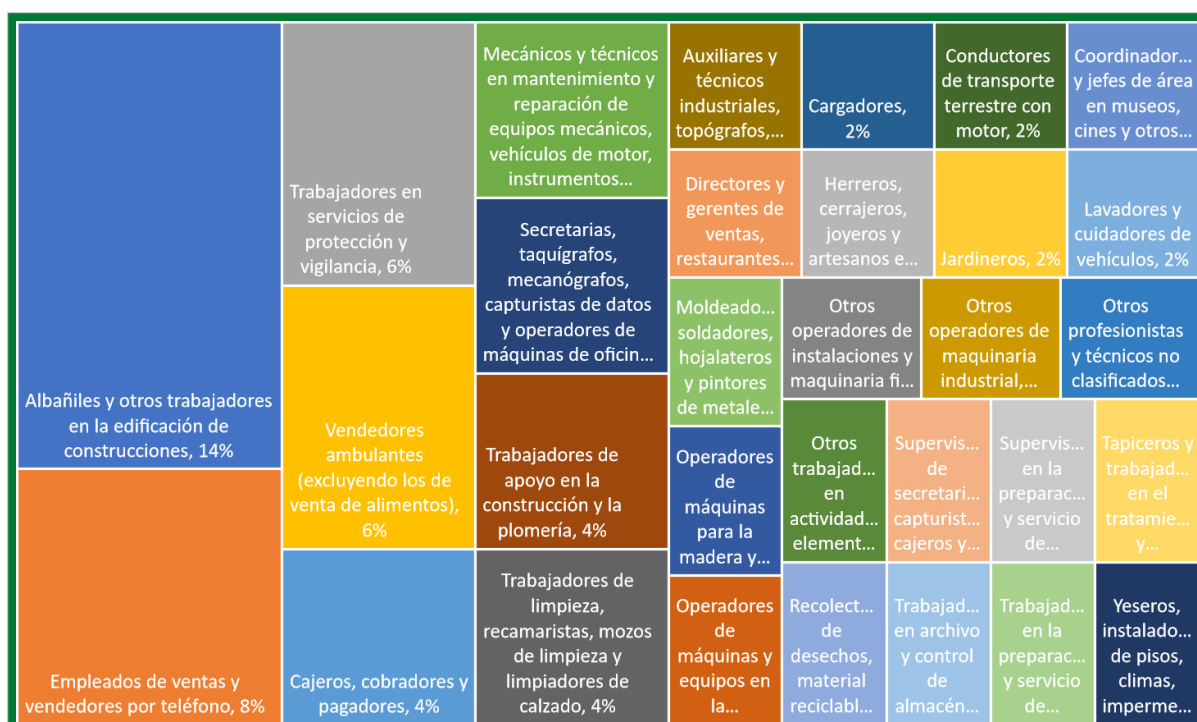 Albañiles y otros trabajadores
en la edificación de
construcciones, 14%
Empleados de ventas y
vendedores por teléfono, 8%
Trabajadores en
servicios de
protección y
vigilancia, 6%
Vendedores
ambulantes
(excluyendo los de
venta de alimentos),
6%
Cajeros, cobradores y
pagadores, 4%
Mecánicos y técnicos
en mantenimiento y
reparación de
equipos mecánicos,
vehículos de motor,
instrumentos...
Secretarias,
taquígrafos,
mecanógrafos,
capturistas de datos
y operadores de
máquinas de oficin...
Trabajadores de
apoyo en la
construcción y la
plomería, 4%
Trabajadores de
limpieza,
recamaristas, mozos
de limpieza y
limpiadores de
calzado, 4%
Auxiliares y
técnicos
industriales,
topógrafos,...
Cargadores,
2%
Conductores
de transporte
terrestre con
motor, 2%
Coordinador...
y jefes de área
en museos,
cines y otros...
Directores y
gerentes de
ventas,
restaurantes...
Herreros,
cerrajeros,
joyeros y
artesanos e...
Jardineros, 2%
Lavadores y
cuidadores de
vehículos, 2%
Moldeado...
soldadores,
hojalateros
y pintores
de metale...
Otros
operadores de
instalaciones y
maquinaria fi...
Otros
operadores de
maquinaria
industrial,...
Otros
profesionistas
y técnicos no
clasificados...
Operadores
de
máquinas
para la
madera y...
Otros
trabajad...
en
actividad...
element...
Supervis...
de
secretari...
capturist...
cajeros y...
Supervis...
en la
preparac...
y servicio
de...
Tapiceros y
trabajad...
en el
tratamie...
y...
Operadores
de
máquinas y
equipos en
la...
Recolect...
de
desechos,
material
reciclabl...
Trabajad...
en archivo
y control
de
almacén...
Trabajad...
en la
preparac...
y servicio
de...
Yeseros,
instalado...
de pisos,
climas,
imperme...